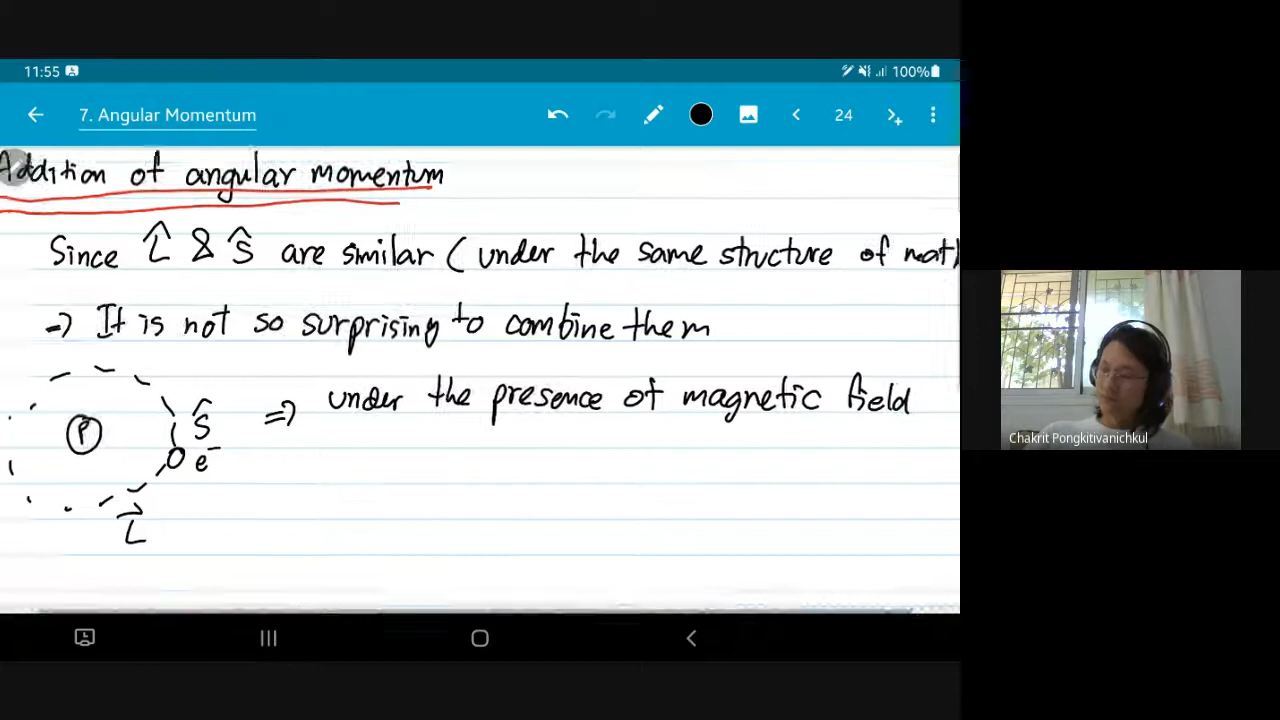 11:55 100%
7. Angular Momentum 24
Addition of angular momentum
Since L̂ & Ŝ are similar (under the same structure of math
=> It is not so surprising to combine them
=> under the presence of magnetic field
P
Ŝ
e⁻
L⃗
Chakrit Pongkitivanichkul